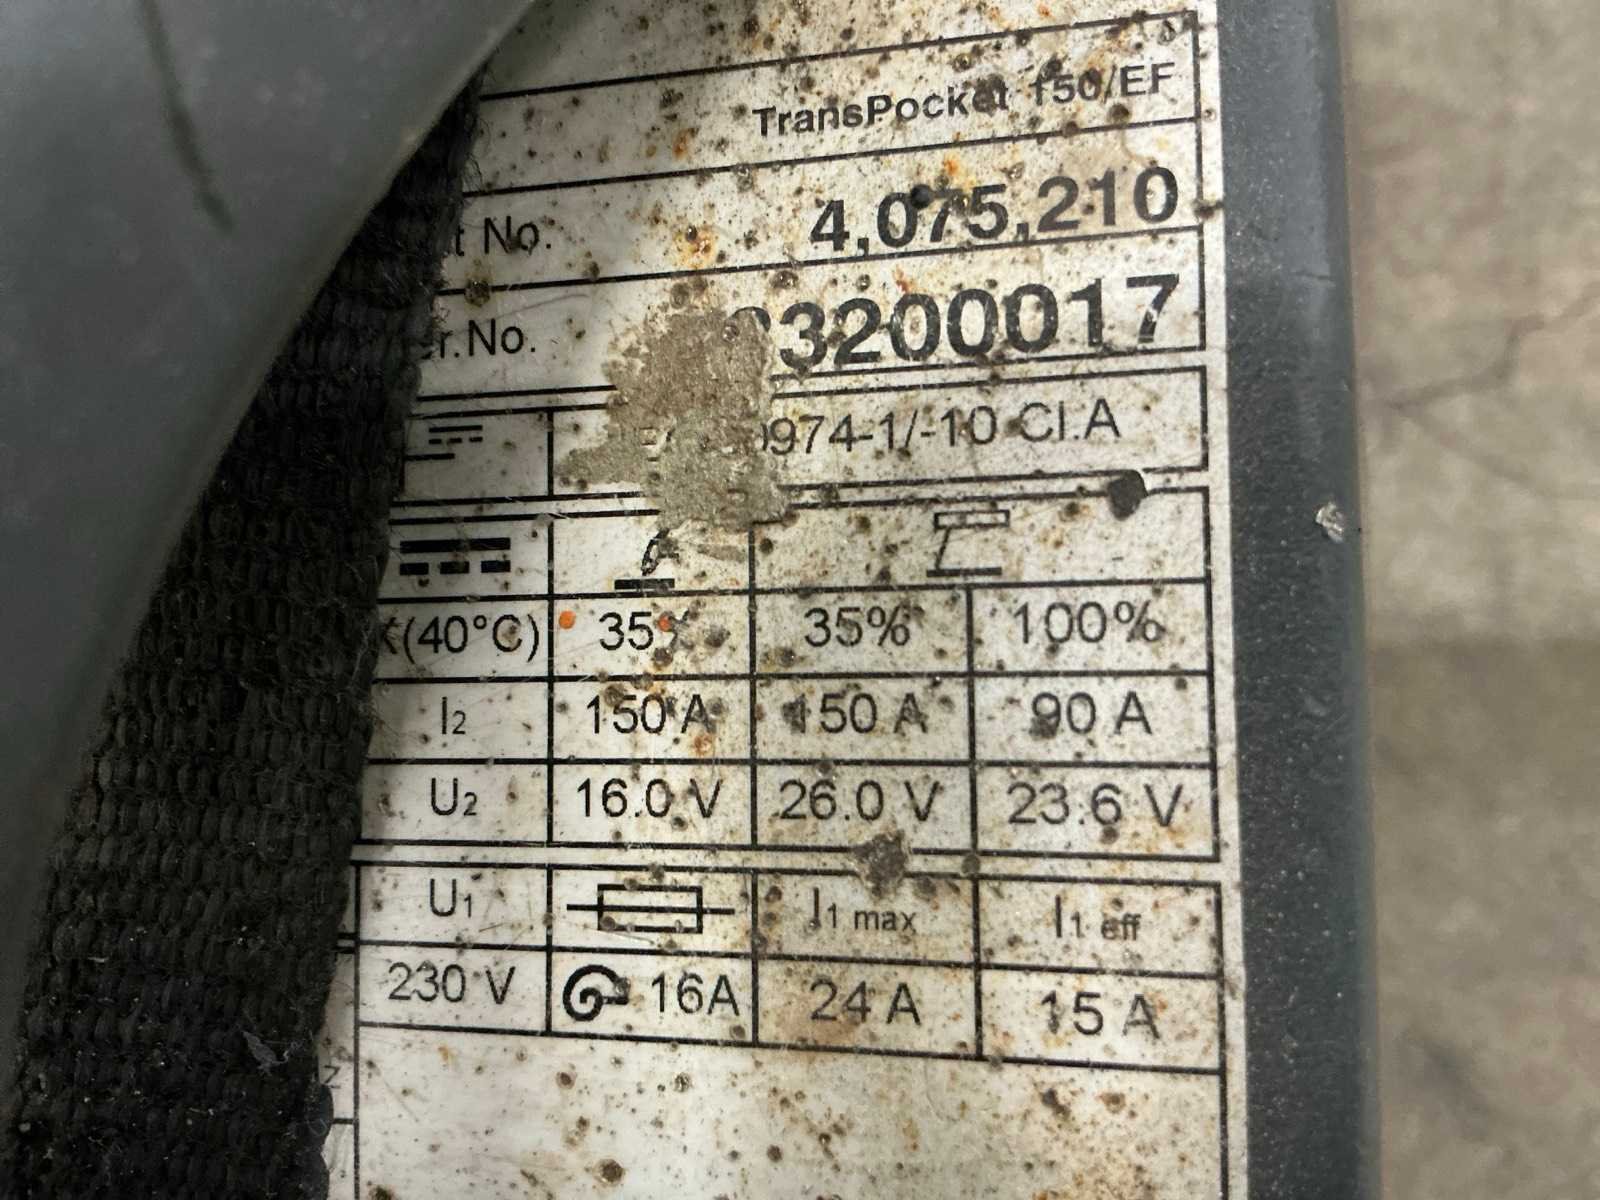 TransPocket 150/EF
t No. 4,075,210
r.No. 3200017
974-1/-10 Cl.A
(40°C) 35% 35% 100%
I2 150 A 150 A 90 A
U2 16.0 V 26.0 V 23.6 V
U1 I1 max I1 eff
230 V 16A 24 A 15 A